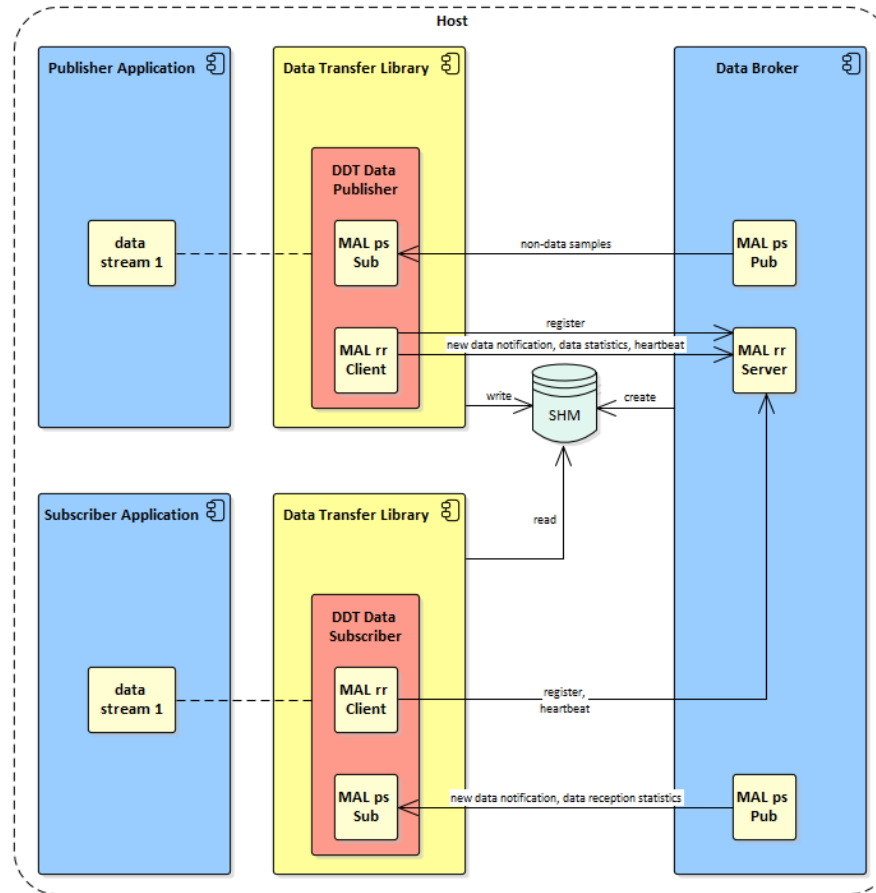 Host
Publisher Application
Data Transfer Library
Data Broker
DDT Data
Publisher
data
stream 1
MAL ps
Sub
non-data samples
MAL ps
Pub
MAL rr
Client
register
new data notification, data statistics, heartbeat
MAL rr
Server
write
SHM
create
read
Subscriber Application
Data Transfer Library
DDT Data
Subscriber
data
stream 1
MAL rr
Client
register,
heartbeat
MAL ps
Sub
new data notification, data reception statistics
MAL ps
Pub